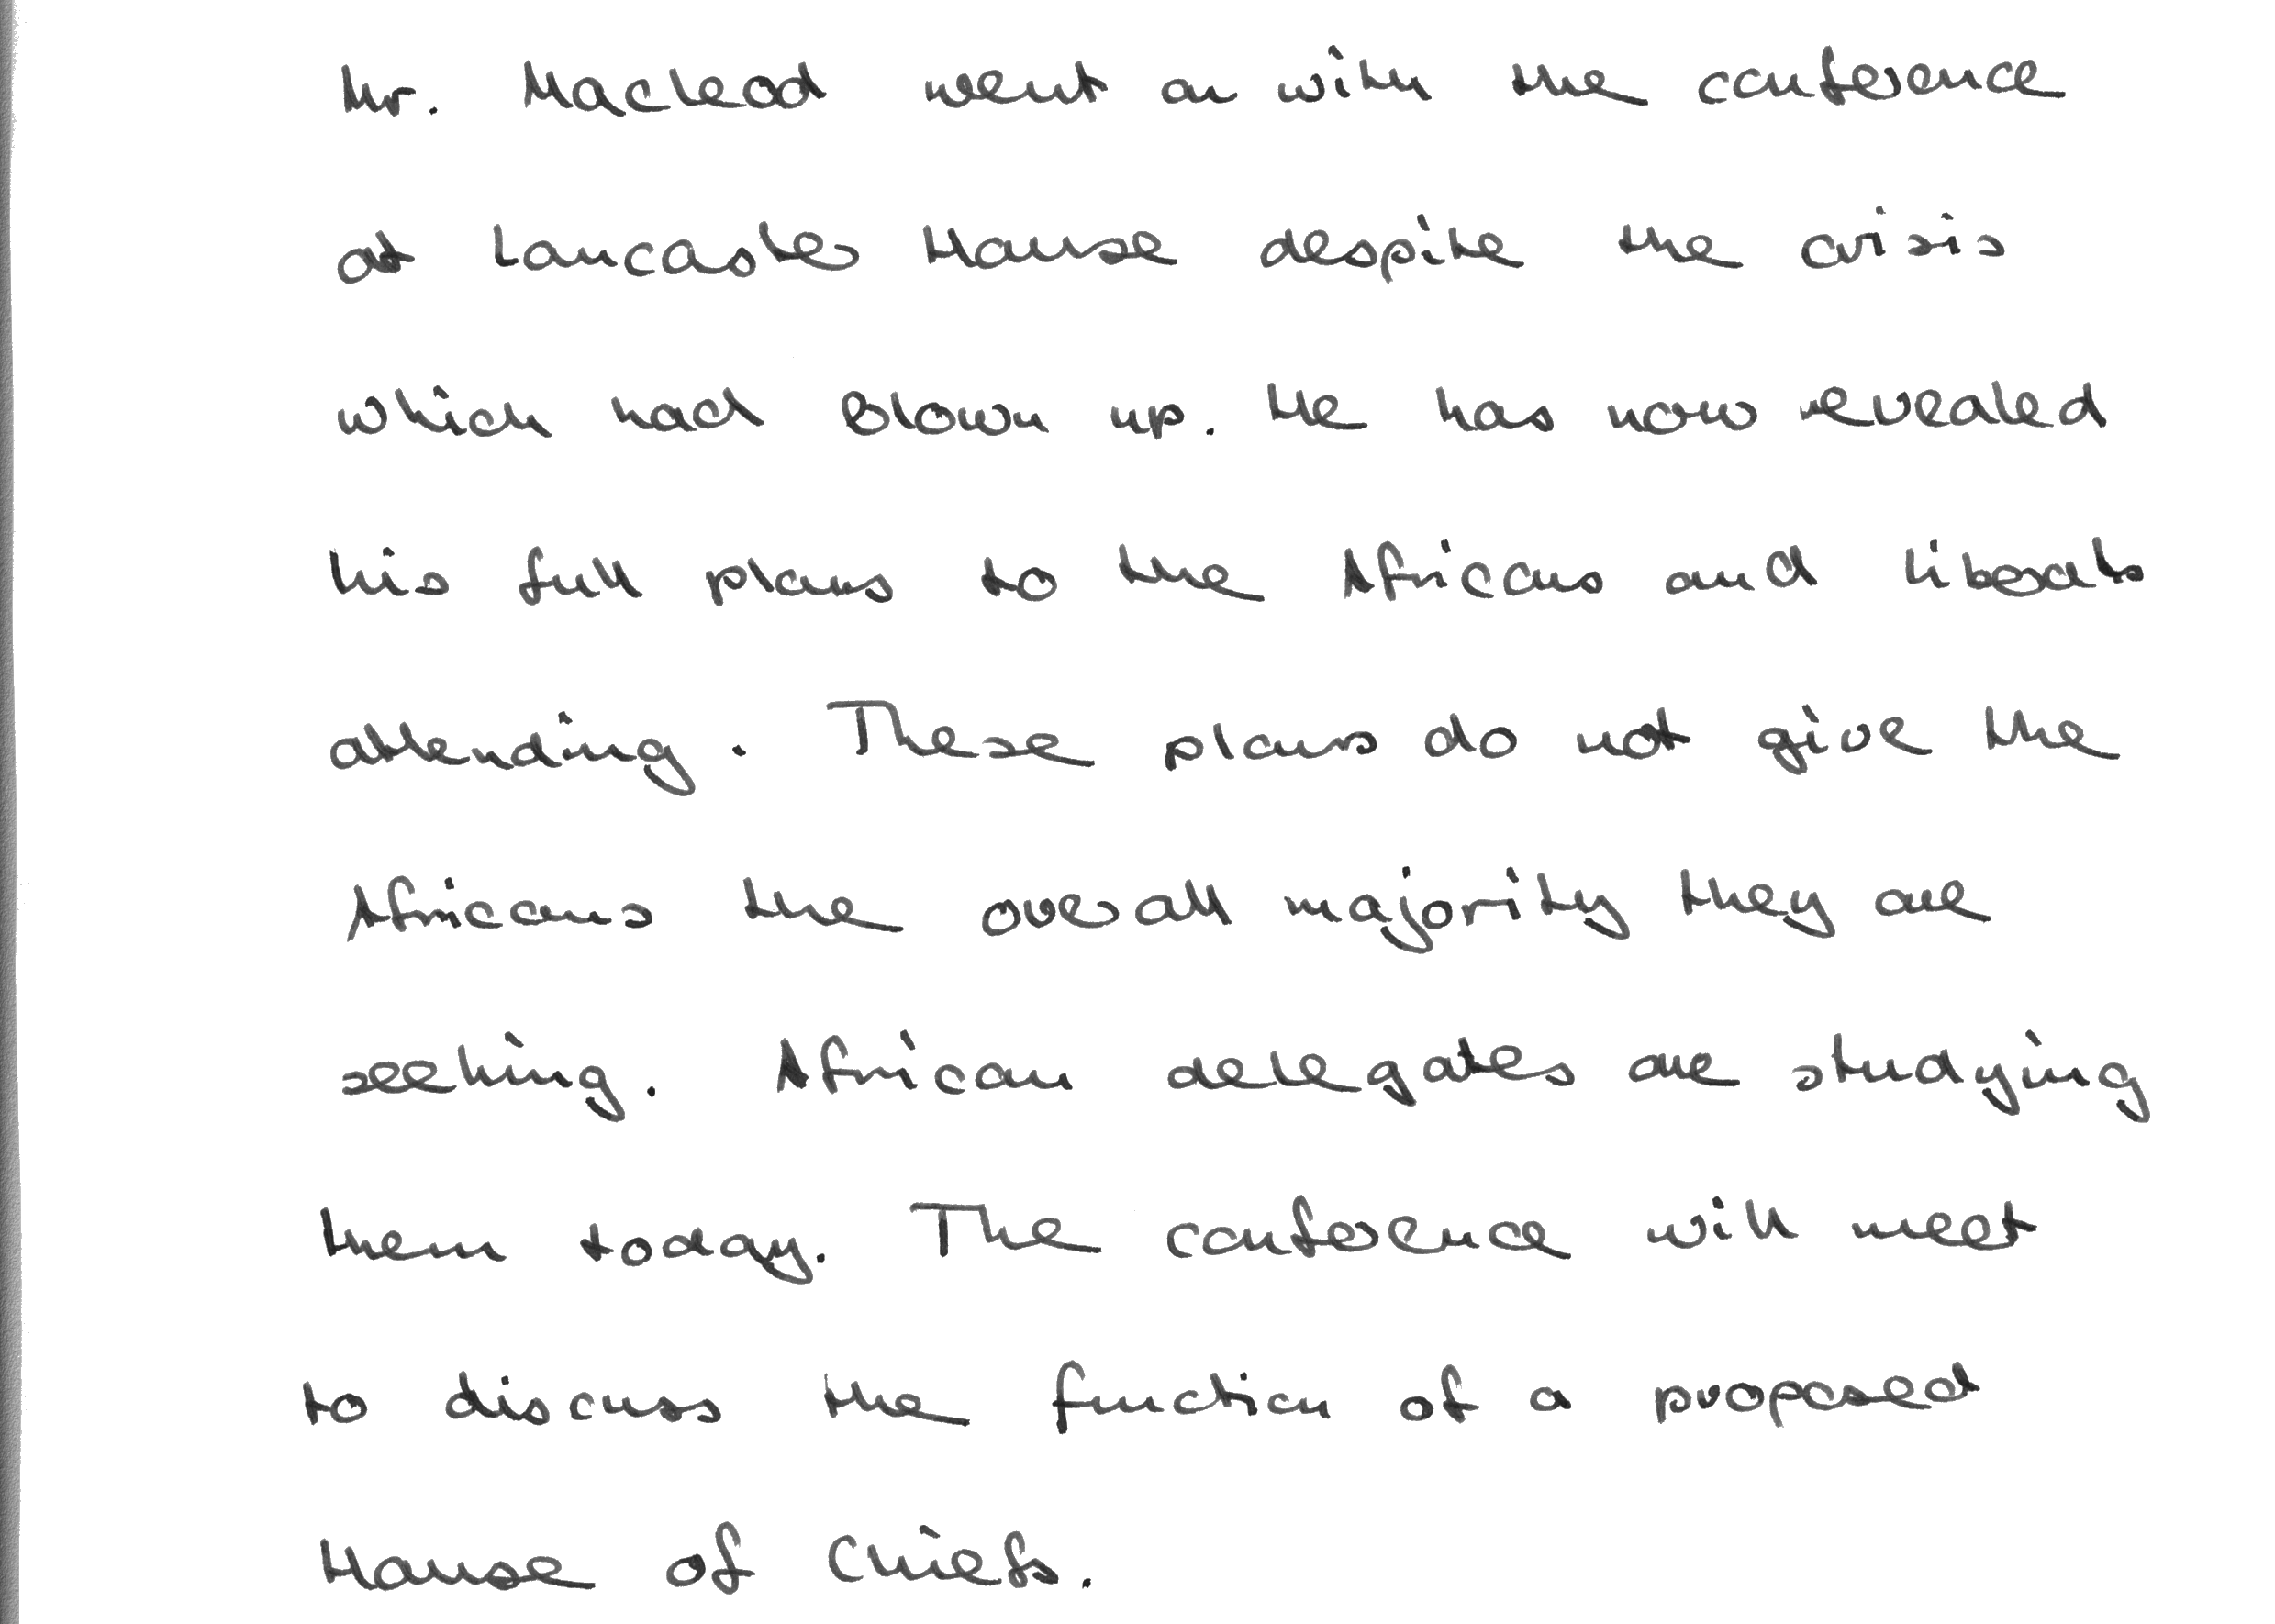 Mr. Macleod went on with the conference
at Lancaster House despite the crisis
which had blown up. He has now revealed
his full plans to the Africans and liberals
attending. These plans do not give the
Africans the overall majority they are
seeking. African delegates are studying
them today. The conference will meet
to discuss the function of a proposed
House of Chiefs.